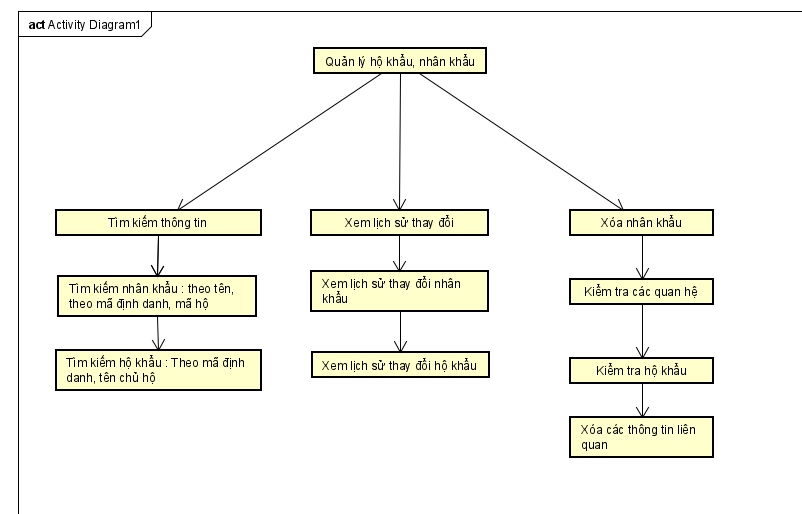 act Activity Diagram1
Quản lý hộ khẩu, nhân khẩu
Tìm kiếm thông tin
Xem lịch sử thay đổi
Xóa nhân khẩu
Tìm kiếm nhân khẩu : theo tên,
theo mã định danh, mã hộ
Xem lịch sử thay đổi nhân
khẩu
Kiểm tra các quan hệ
Tìm kiếm hộ khẩu : Theo mã định
danh, tên chủ hộ
Xem lịch sử thay đổi hộ khẩu
Kiểm tra hộ khẩu
Xóa các thông tin liên
quan